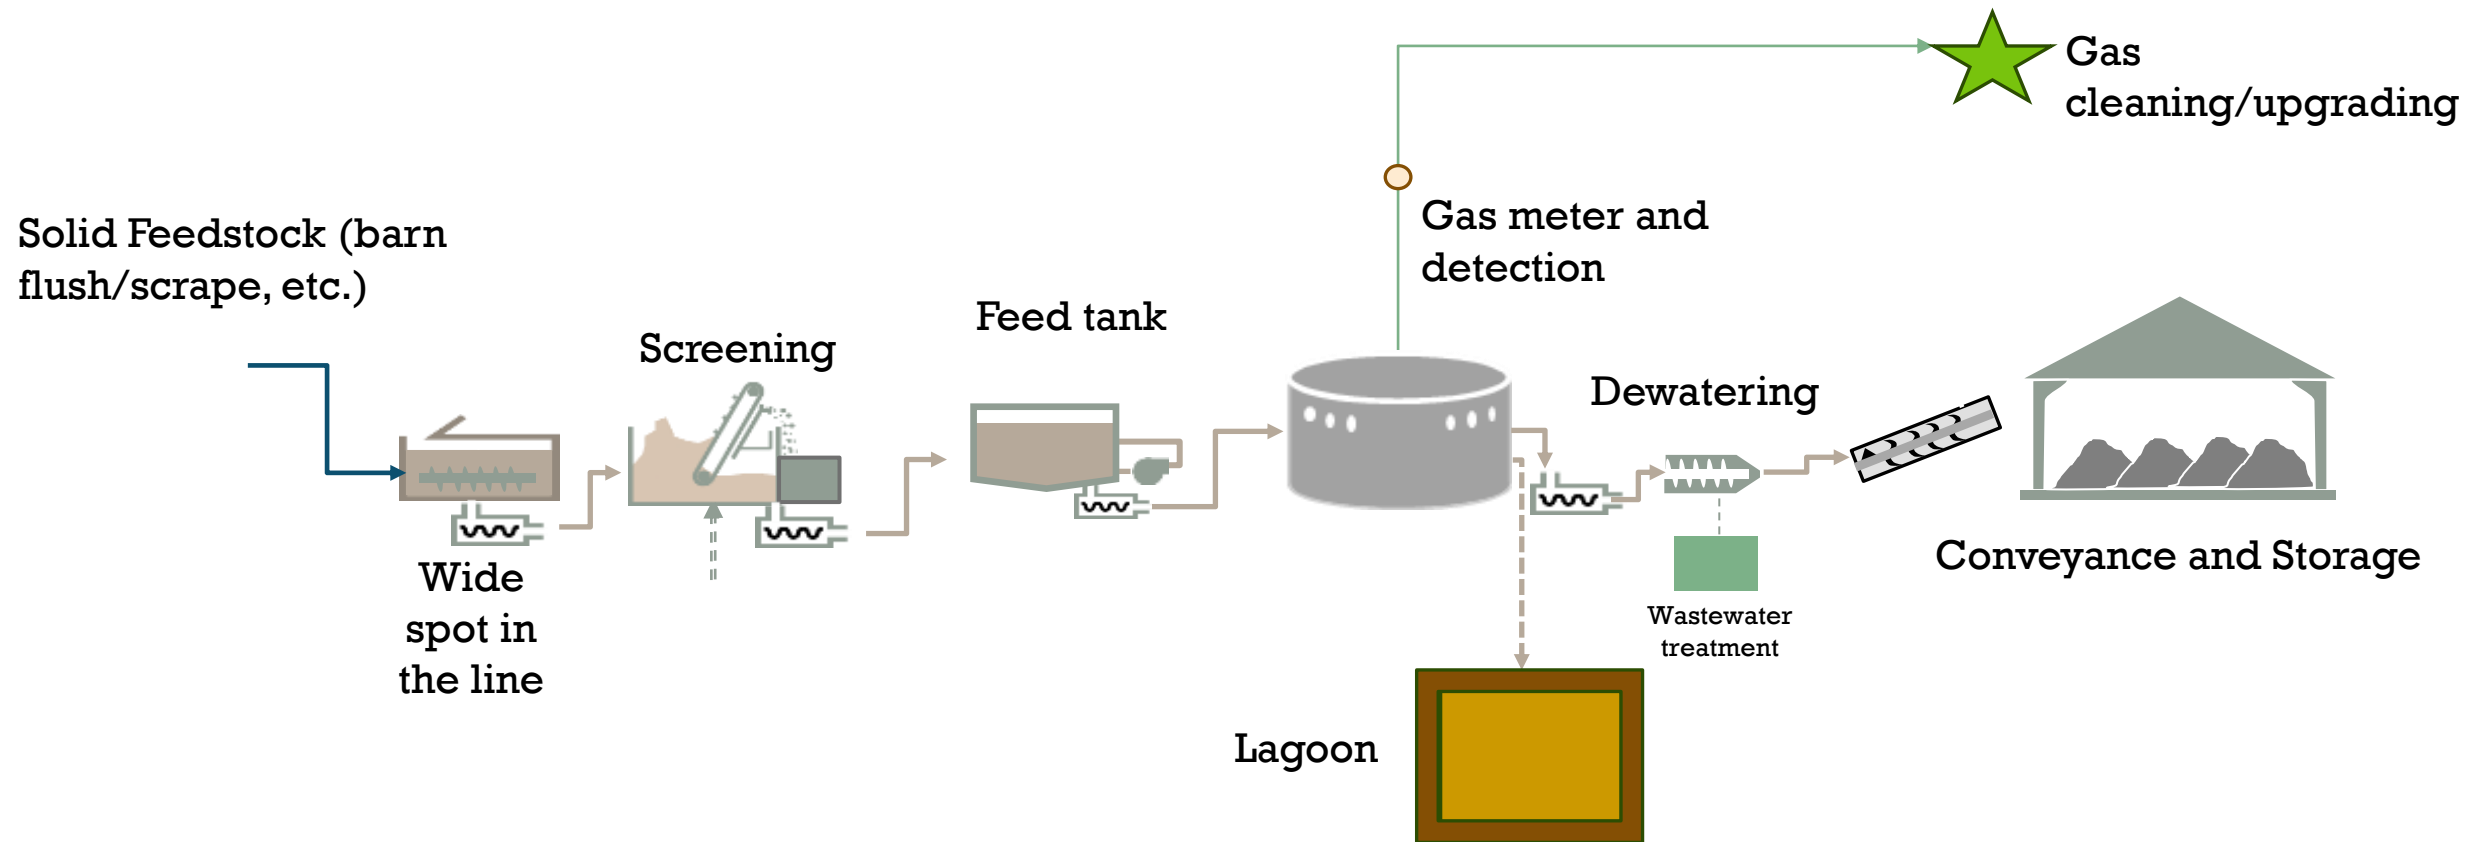 Gas
cleaning/upgrading
Gas meter and
detection
Solid Feedstock (barn
flush/scrape, etc.)
Screening
Feed tank
Dewatering
Wide
spot in
the line
Conveyance and Storage
Wastewater
treatment
Lagoon